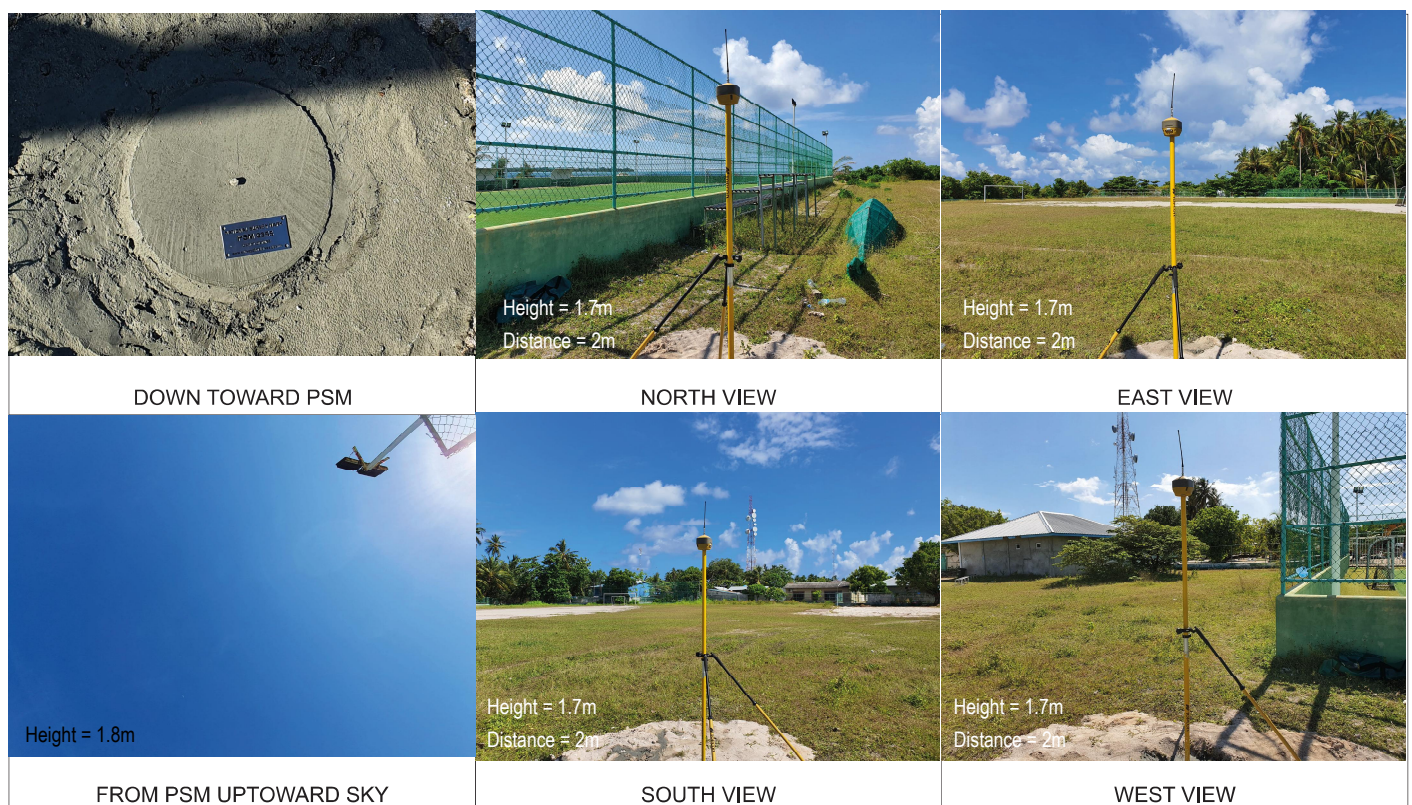 DOWN TOWARD PSM
Height = 1.7m
Distance = 2m
NORTH VIEW
Height = 1.7m
Distance = 2m
EAST VIEW
Height = 1.8m
FROM PSM UPTOWARD SKY
Height = 1.7m
Distance = 2m
SOUTH VIEW
Height = 1.7m
Distance = 2m
WEST VIEW